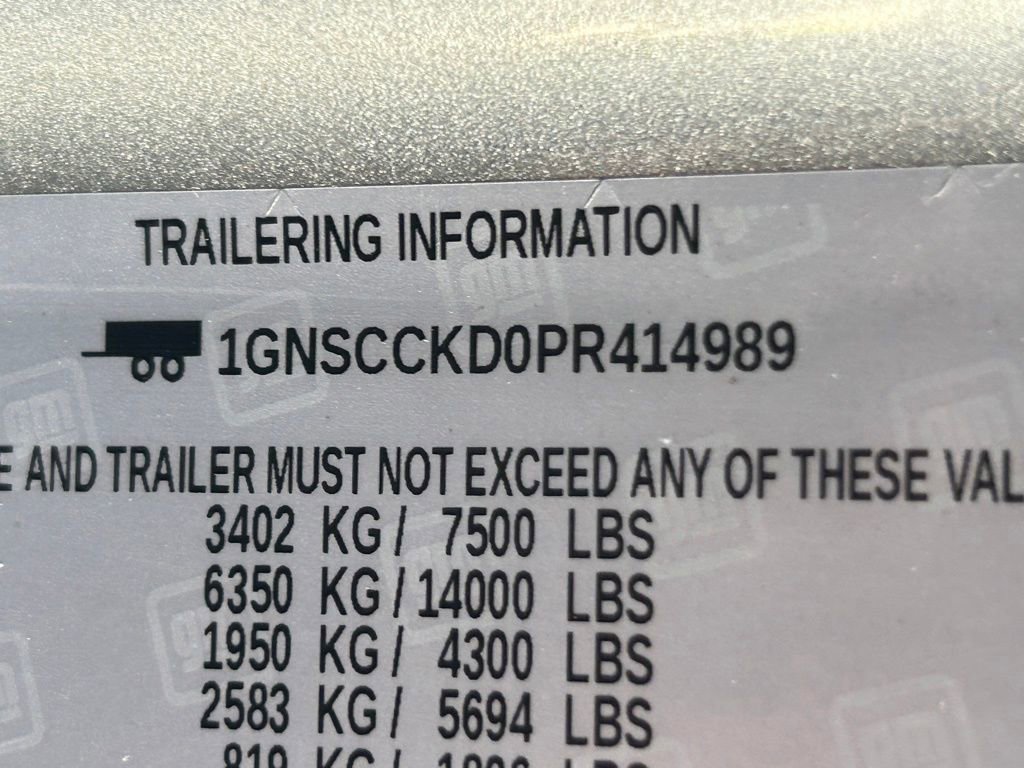 TRAILERING INFORMATION
1GNSCCKD0PR414989
AND TRAILER MUST NOT EXCEED ANY OF THESE
3402 KG/ 7500 LBS
6350 KG/14000 LBS
1950 KG/ 4300 LBS
2583 KG/ 5694 LBS